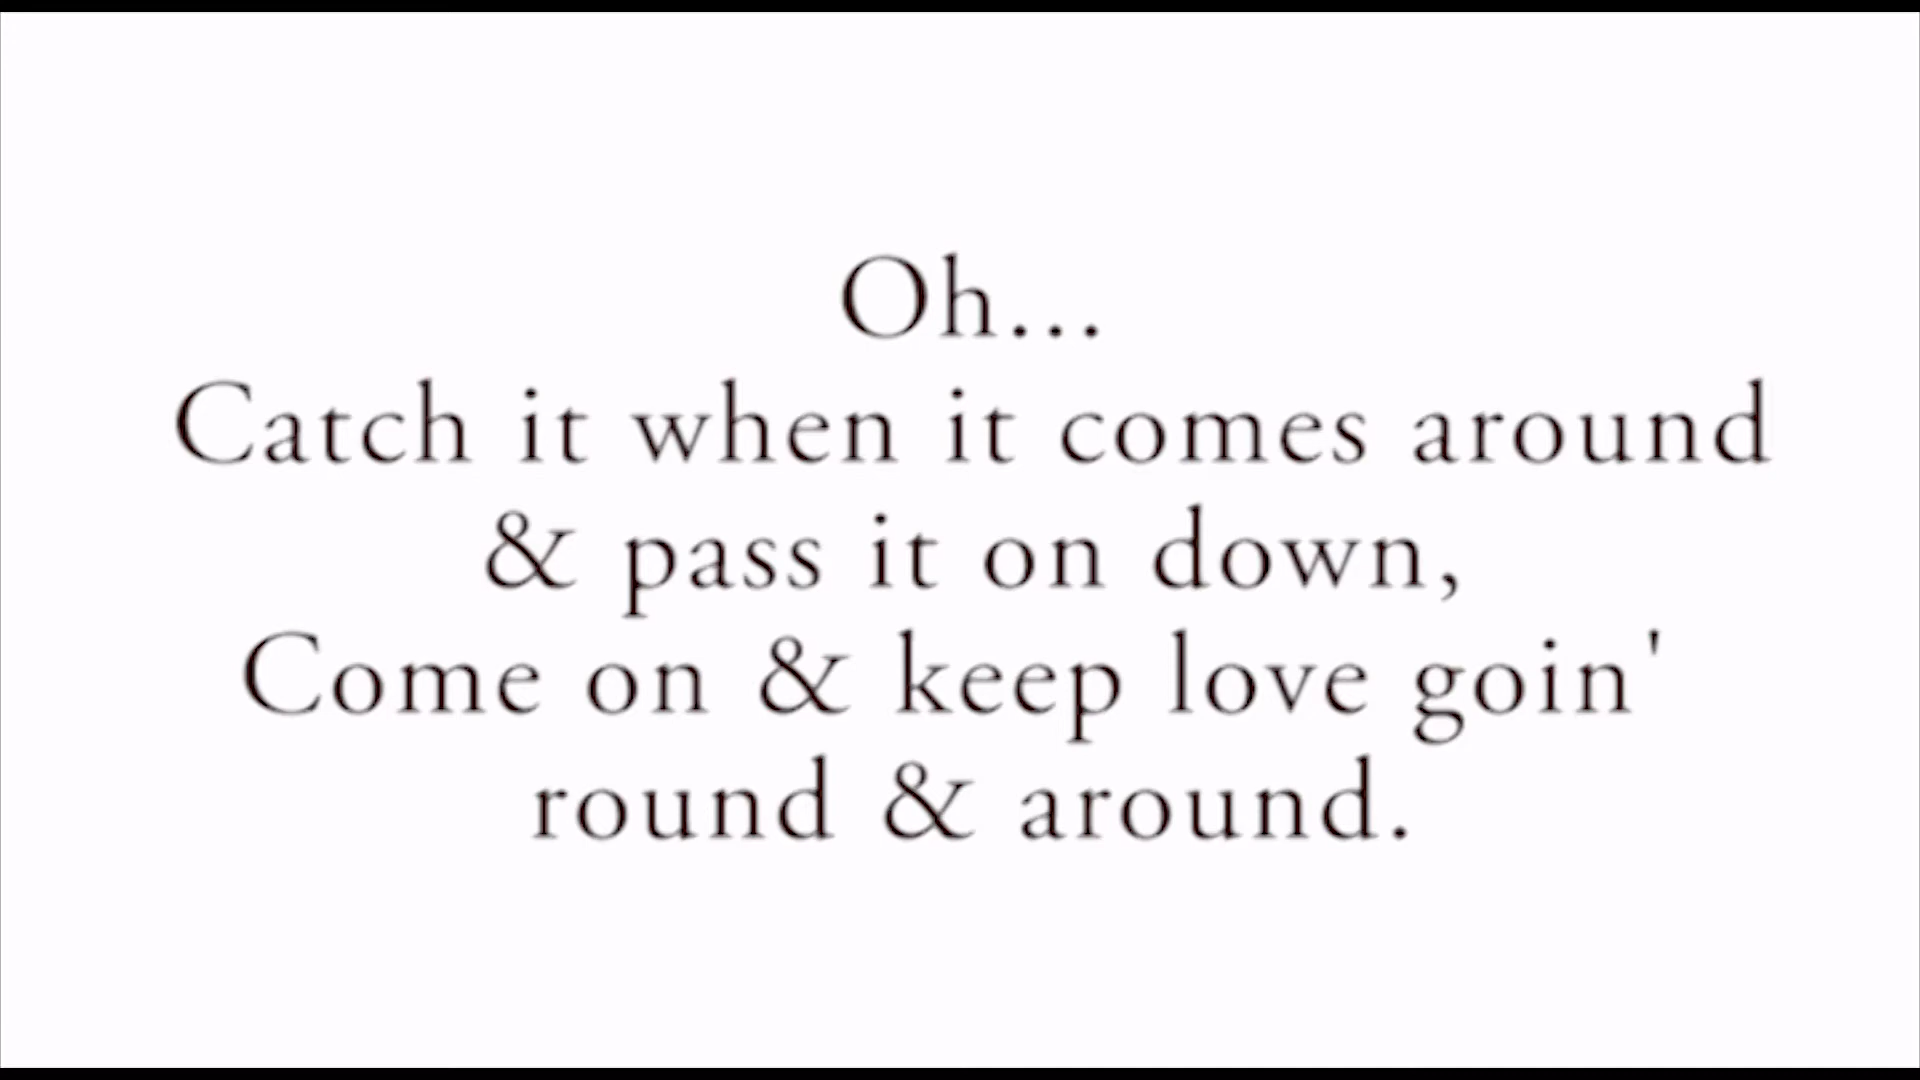 Oh...
Catch it when it comes around
& pass it on down,
Come on & keep love goin'
round & around.